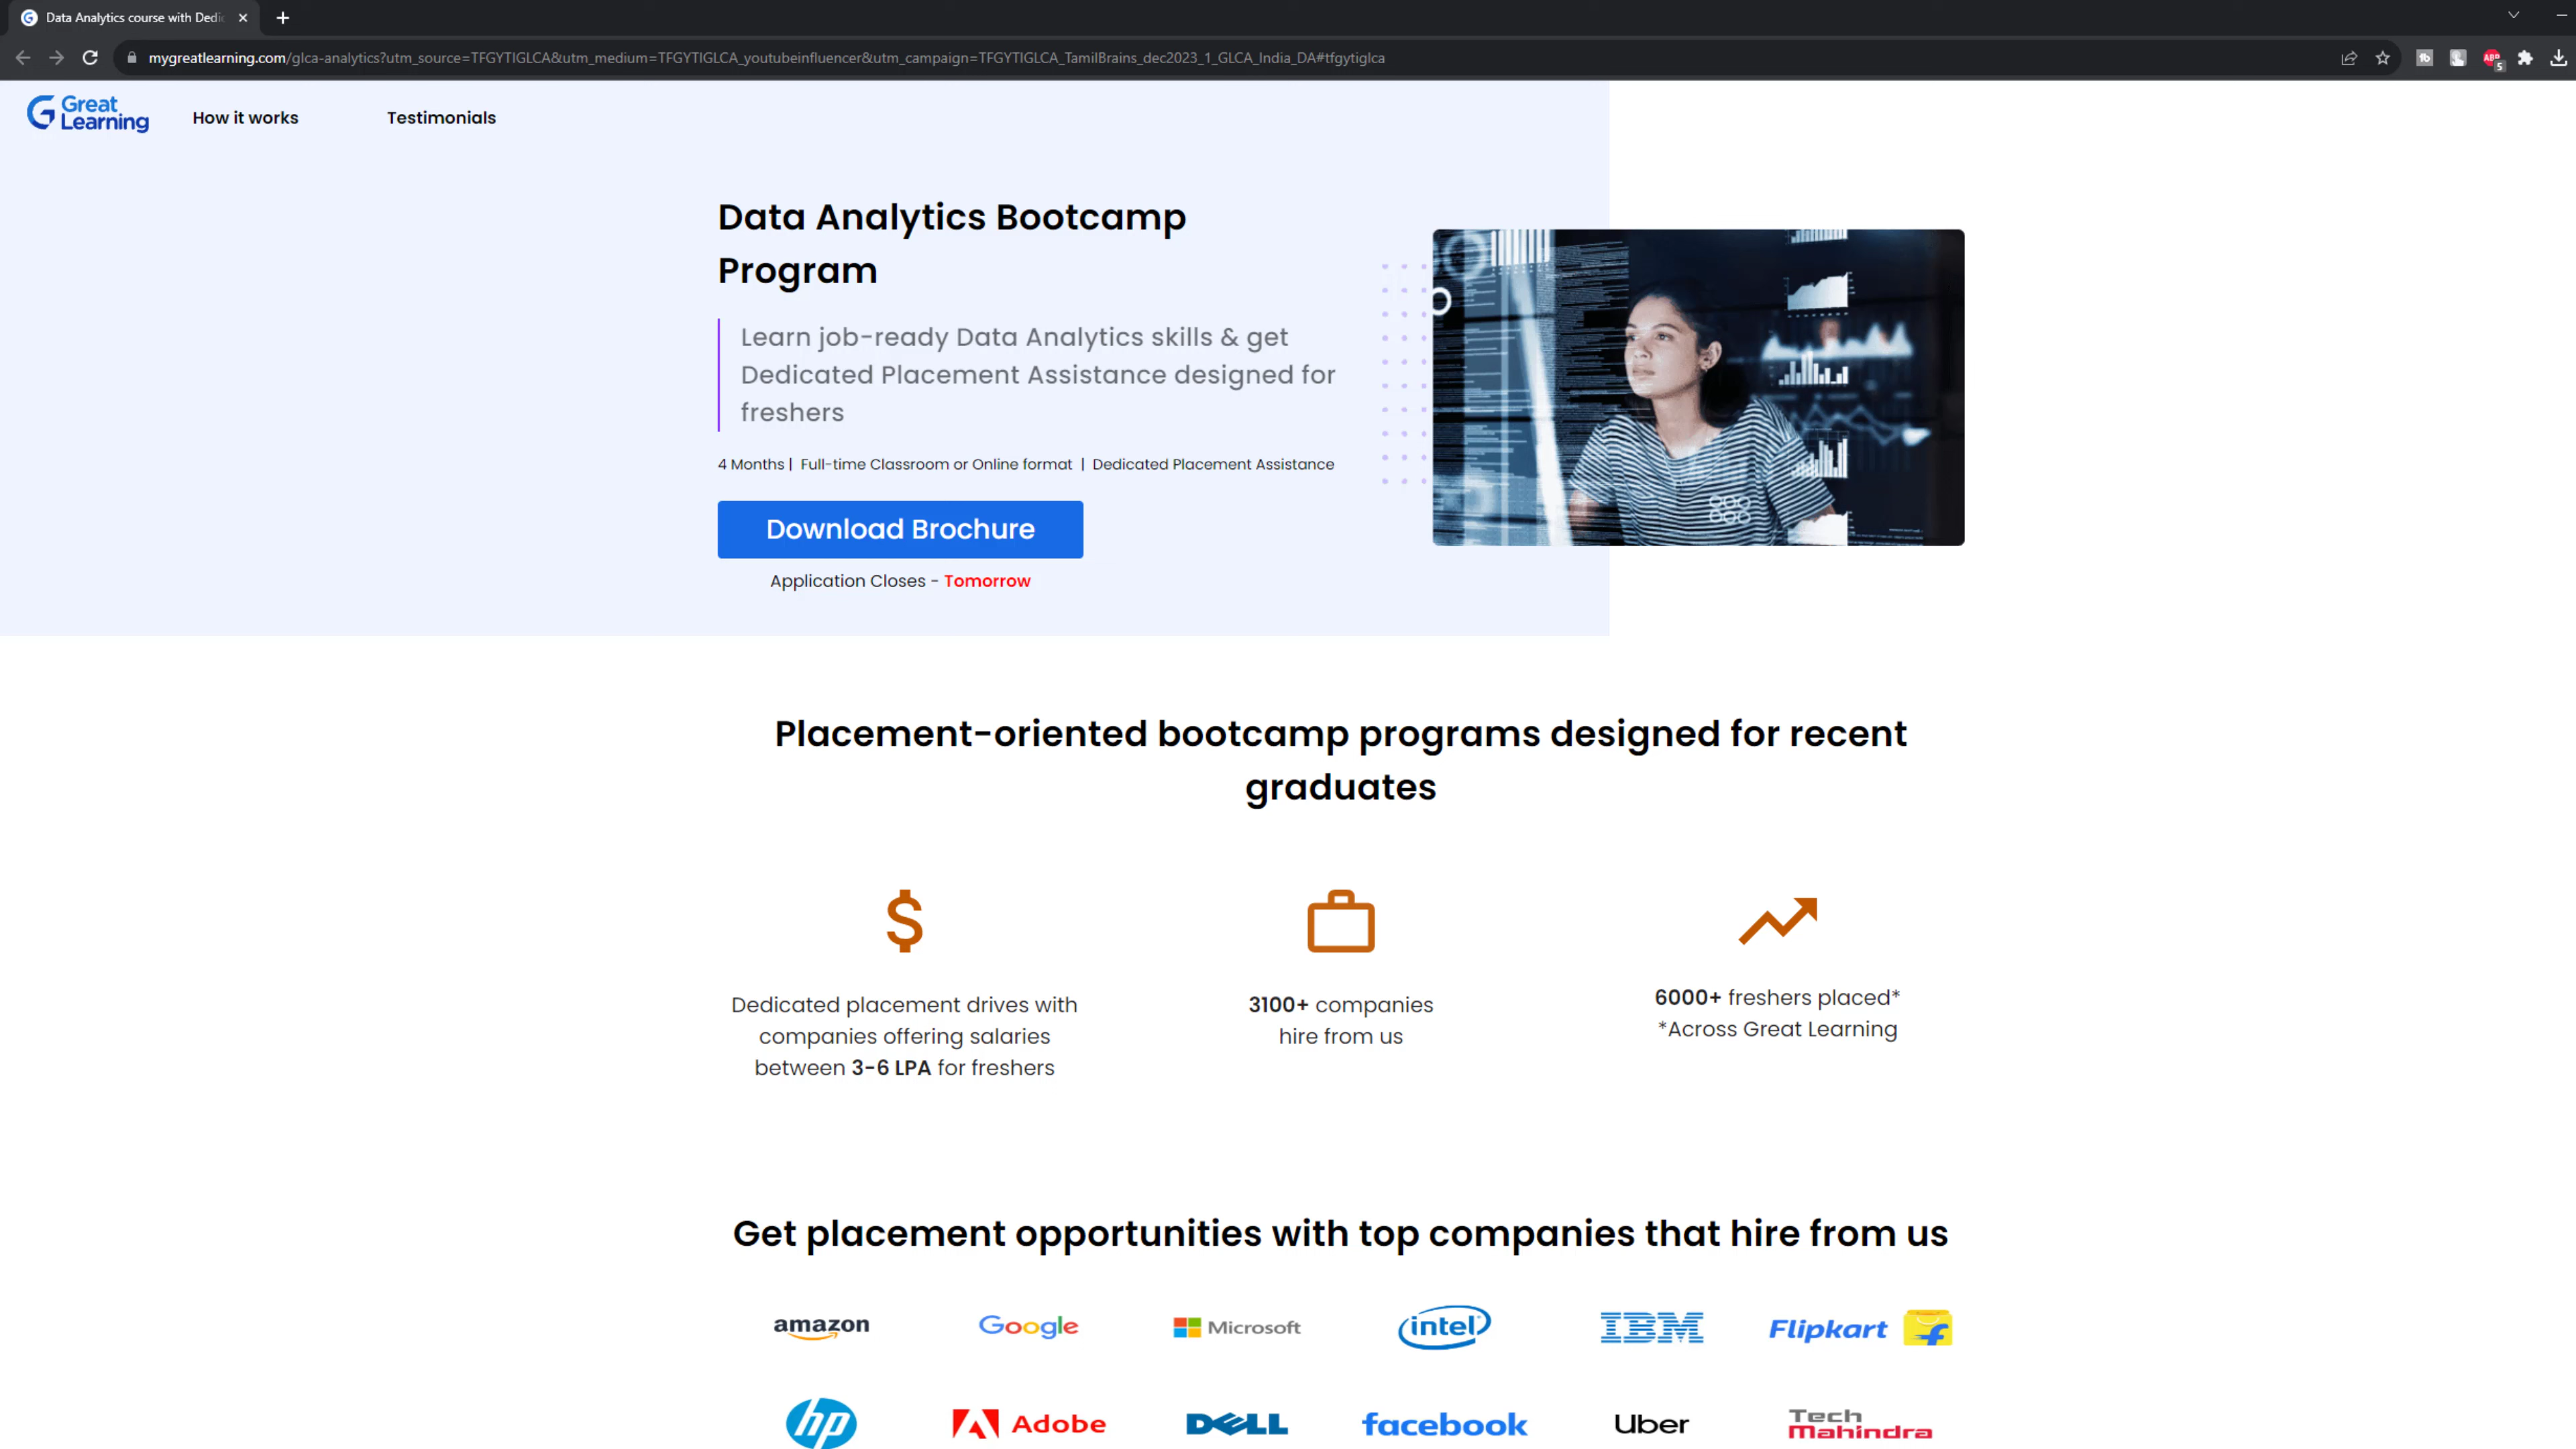 Data Analytics course with Dedi
mygreatlearning.com/glca-analytics?utm_source=TFGYTIGLCA&utm_medium=TFGYTIGLCA_youtubeinfluencer&utm_campaign=TFGYTIGLCA_TamilBrains_dec2023_1_GLCA_India_DA#tfgytiglca
ABP
5
Great
Learning
How it works
Testimonials
Data Analytics Bootcamp
Program
Learn job-ready Data Analytics skills & get
Dedicated Placement Assistance designed for
freshers
4 Months | Full-time Classroom or Online format | Dedicated Placement Assistance
Download Brochure
Application Closes - Tomorrow
Placement-oriented bootcamp programs designed for recent
graduates
Dedicated placement drives with
companies offering salaries
between 3-6 LPA for freshers
3100+ companies
hire from us
6000+ freshers placed*
*Across Great Learning
Get placement opportunities with top companies that hire from us
amazon
Google
Microsoft
intel
IBM
Flipkart
hp
Adobe
DELL
facebook
Uber
Tech
Mahindra